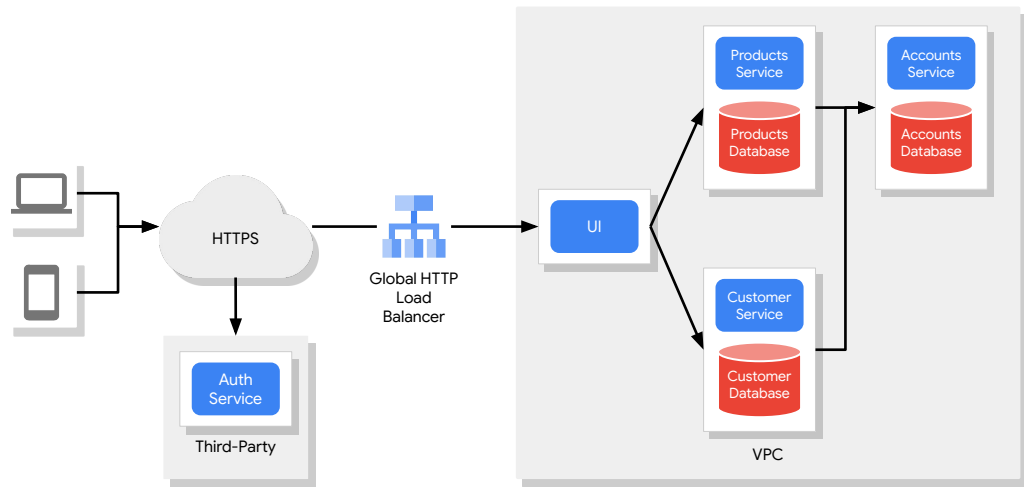 HTTPS
Global HTTP
Load
Balancer
Auth
Service
Third-Party
UI
Products
Service
Products
Database
Accounts
Service
Accounts
Database
Customer
Service
Customer
Database
VPC